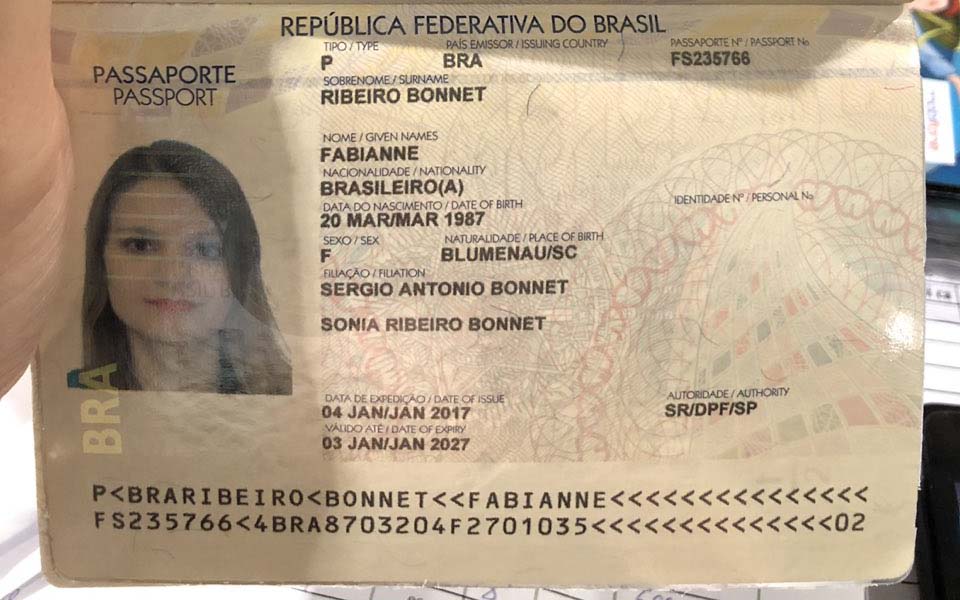 REPÚBLICA FEDERATIVA DO BRASIL
PASSAPORTE
PASSPORT
TIPO / TYPE PAÍS EMISSOR / ISSUING COUNTRY PASSAPORTE Nº / PASSPORT No
P BRA FS235766
SOBRENOME / SURNAME
RIBEIRO BONNET
NOME / GIVEN NAMES
FABIANNE
NACIONALIDADE / NATIONALITY
BRASILEIRO(A)
IDENTIDADE Nº / PERSONAL No
DATA DO NASCIMENTO / DATE OF BIRTH
20 MAR/MAR 1987
SEXO / SEX NATURALIDADE / PLACE OF BIRTH
F BLUMENAU/SC
FILIAÇÃO / FILIATION
SERGIO ANTONIO BONNET
SONIA RIBEIRO BONNET
BRA
DATA DE EXPEDIÇÃO / DATE OF ISSUE AUTORIDADE / AUTHORITY
04 JAN/JAN 2017 SR/DPF/SP
VÁLIDO ATÉ / DATE OF EXPIRY
03 JAN/JAN 2027
P<BRARIBEIRO<BONNET<<FABIANNE<<<<<<<<<<<<<<<
FS235766<4BRA8703204F2701035<<<<<<<<<<<<<<02